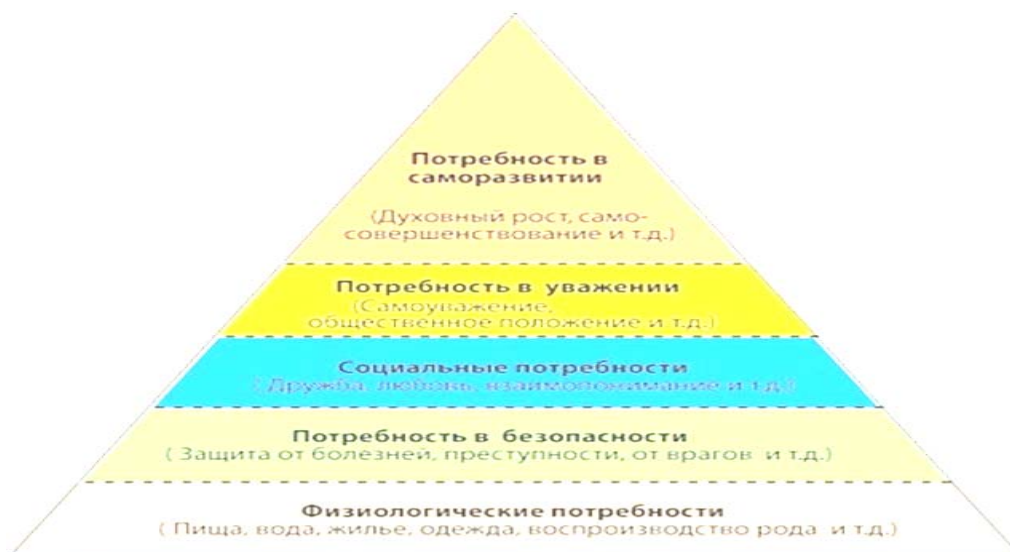 Потребность в
саморазвитии
(Духовный рост, само-
совершенствование и т.д.)
Потребность в уважении
(Самоуважение,
общественное положение и т.д.)
Социальные потребности
( Дружба, любовь, взаимопонимание и т.д.)
Потребность в безопасности
( Защита от болезней, преступности, от врагов и т.д.)
Физиологические потребности
( Пища, вода, жилье, одежда, воспроизводство рода и т.д.)